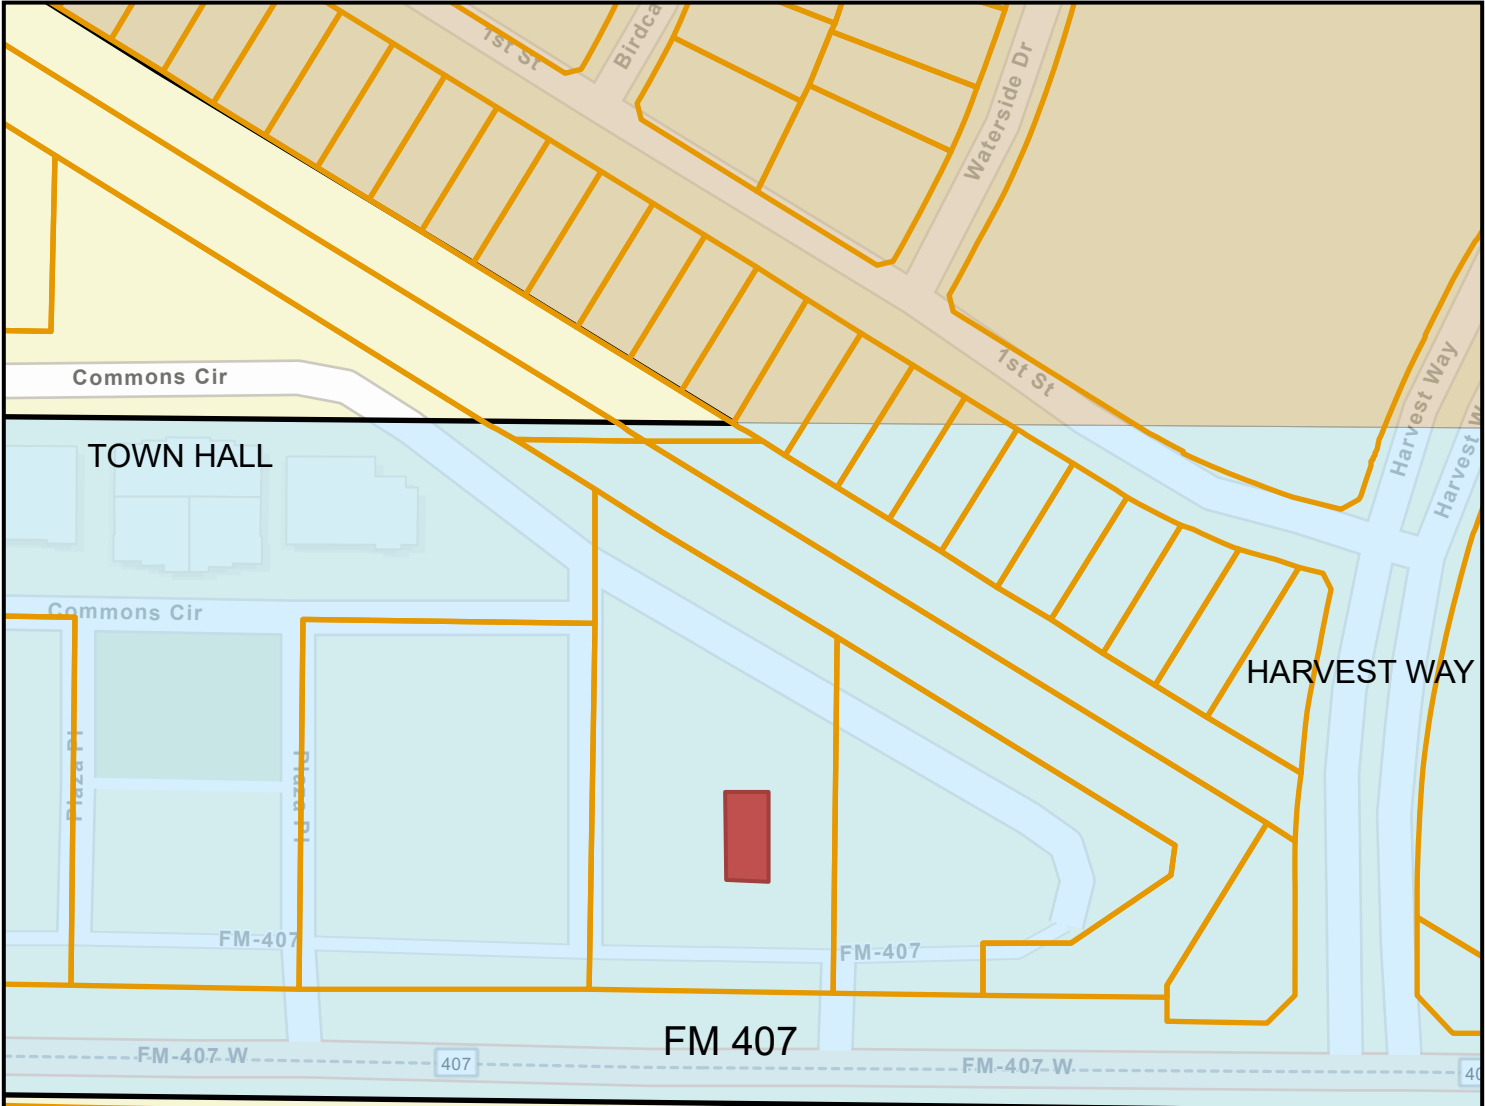 1st St
Birdca
Waterside Dr
1st St
Harvest Way
Harvest W
Commons Cir
TOWN HALL
Commons Cir
HARVEST WAY
Plaza Pl
Plaza Pl
FM-407
FM-407
FM 407
FM-407 W
407
FM-407 W
40